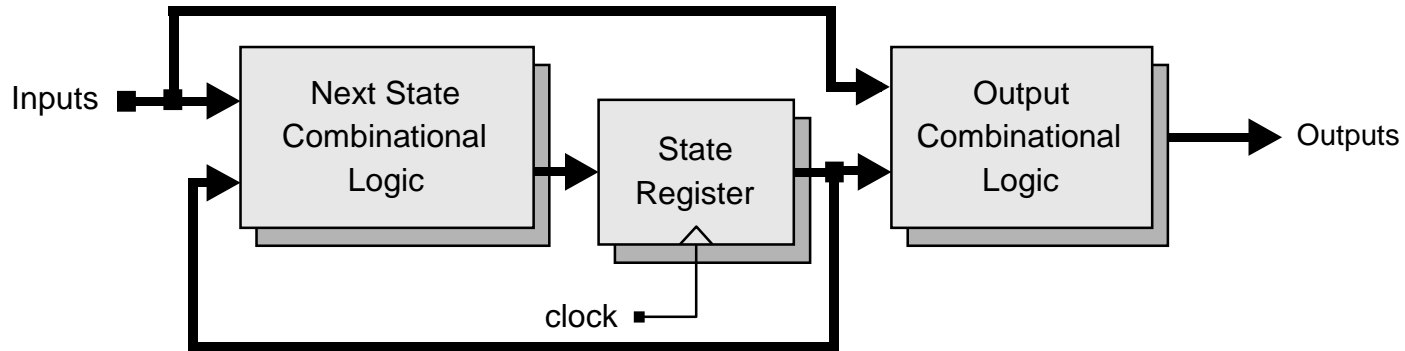 Inputs
Next State
Combinational
Logic
State
Register
clock
Output
Combinational
Logic
Outputs